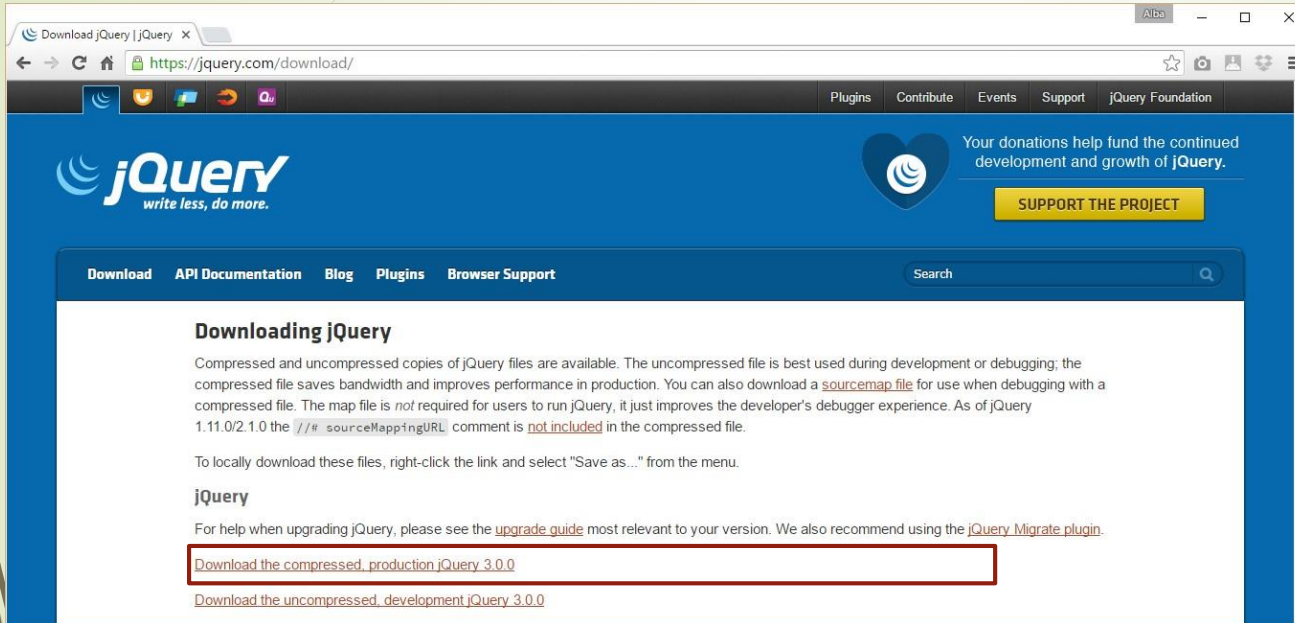 Alba
Download jQuery | jQuery
https://jquery.com/download/
Qu
Plugins Contribute Events Support jQuery Foundation
jQuery
write less, do more.
Your donations help fund the continued
development and growth of jQuery.
SUPPORT THE PROJECT
Download API Documentation Blog Plugins Browser Support
Search
Downloading jQuery
Compressed and uncompressed copies of jQuery files are available. The uncompressed file is best used during development or debugging; the
compressed file saves bandwidth and improves performance in production. You can also download a sourcemap file for use when debugging with a
compressed file. The map file is not required for users to run jQuery, it just improves the developer's debugger experience. As of jQuery
1.11.0/2.1.0 the //# sourceMappingURL comment is not included in the compressed file.
To locally download these files, right-click the link and select "Save as..." from the menu.
jQuery
For help when upgrading jQuery, please see the upgrade guide most relevant to your version. We also recommend using the jQuery Migrate plugin.
Download the compressed, production jQuery 3.0.0
Download the uncompressed, development jQuery 3.0.0